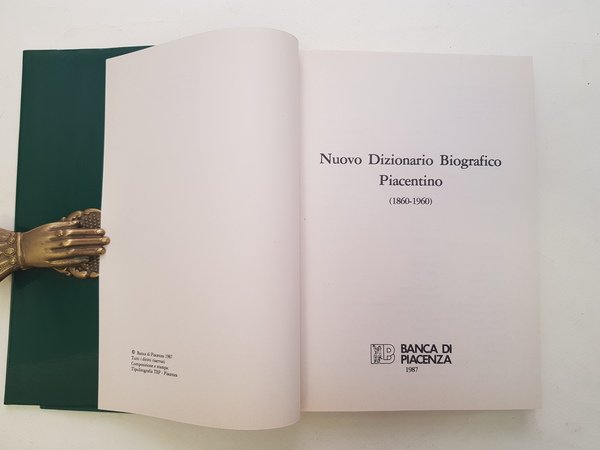 © Banca di Piacenza 1987
Tutti i diritti riservati
Composizione e stampa
Tipolitografia TEP - Piacenza
Nuovo Dizionario Biografico
Piacentino
(1860-1960)
BANCA DI
PIACENZA
1987